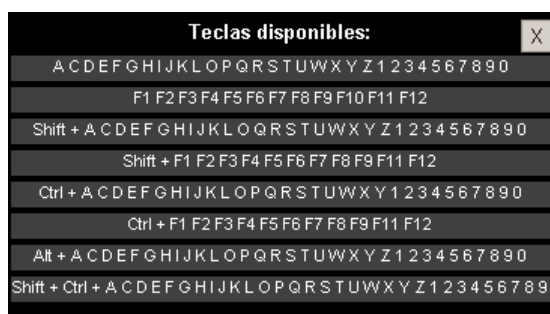 Teclas disponibles:
X
A C D E F G H I J K L O P Q R S T U W X Y Z 1 2 3 4 5 6 7 8 9 0
F1 F2 F3 F4 F5 F6 F7 F8 F9 F10 F11 F12
Shift + A C D E F G H I J K L O Q R S T U W X Y Z 1 2 3 4 5 6 7 8 9 0
Shift + F1 F2 F3 F4 F5 F6 F7 F8 F9 F11 F12
Ctrl + A C D E F G H I J K L O P Q R S T U W X Y Z 1 2 3 4 5 6 7 8 9 0
Ctrl + F1 F2 F3 F4 F5 F6 F7 F8 F9 F11 F12
Alt + A C D E F G H I J K L O P Q R S T U W X Y Z 1 2 3 4 5 6 7 8 9 0
Shift + Ctrl + A C D E F G H I J K L O P Q R S T U W X Y Z 1 2 3 4 5 6 7 8 9